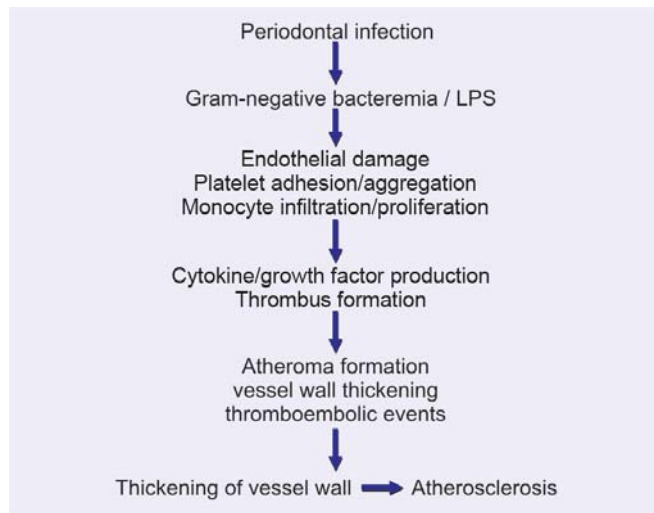 Periodontal infection
Gram-negative bacteremia / LPS
Endothelial damage
Platelet adhesion/aggregation
Monocyte infiltration/proliferation
Cytokine/growth factor production
Thrombus formation
Atheroma formation
vessel wall thickening
thromboembolic events
Thickening of vessel wall Atherosclerosis